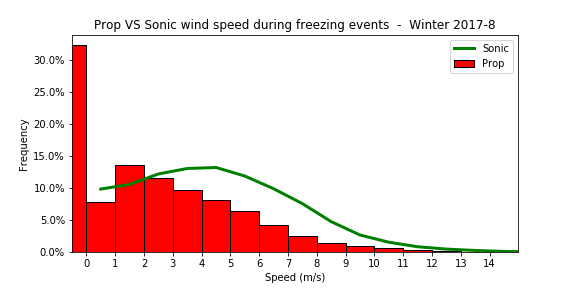 Prop VS Sonic wind speed during freezing events  -  Winter 2017-8
Sonic
Prop
30.0%
25.0%
20.0%
15.0%
10.0%
5.0%
0.0%
Frequency
0 1 2 3 4 5 6 7 8 9 10 11 12 13 14
Speed (m/s)